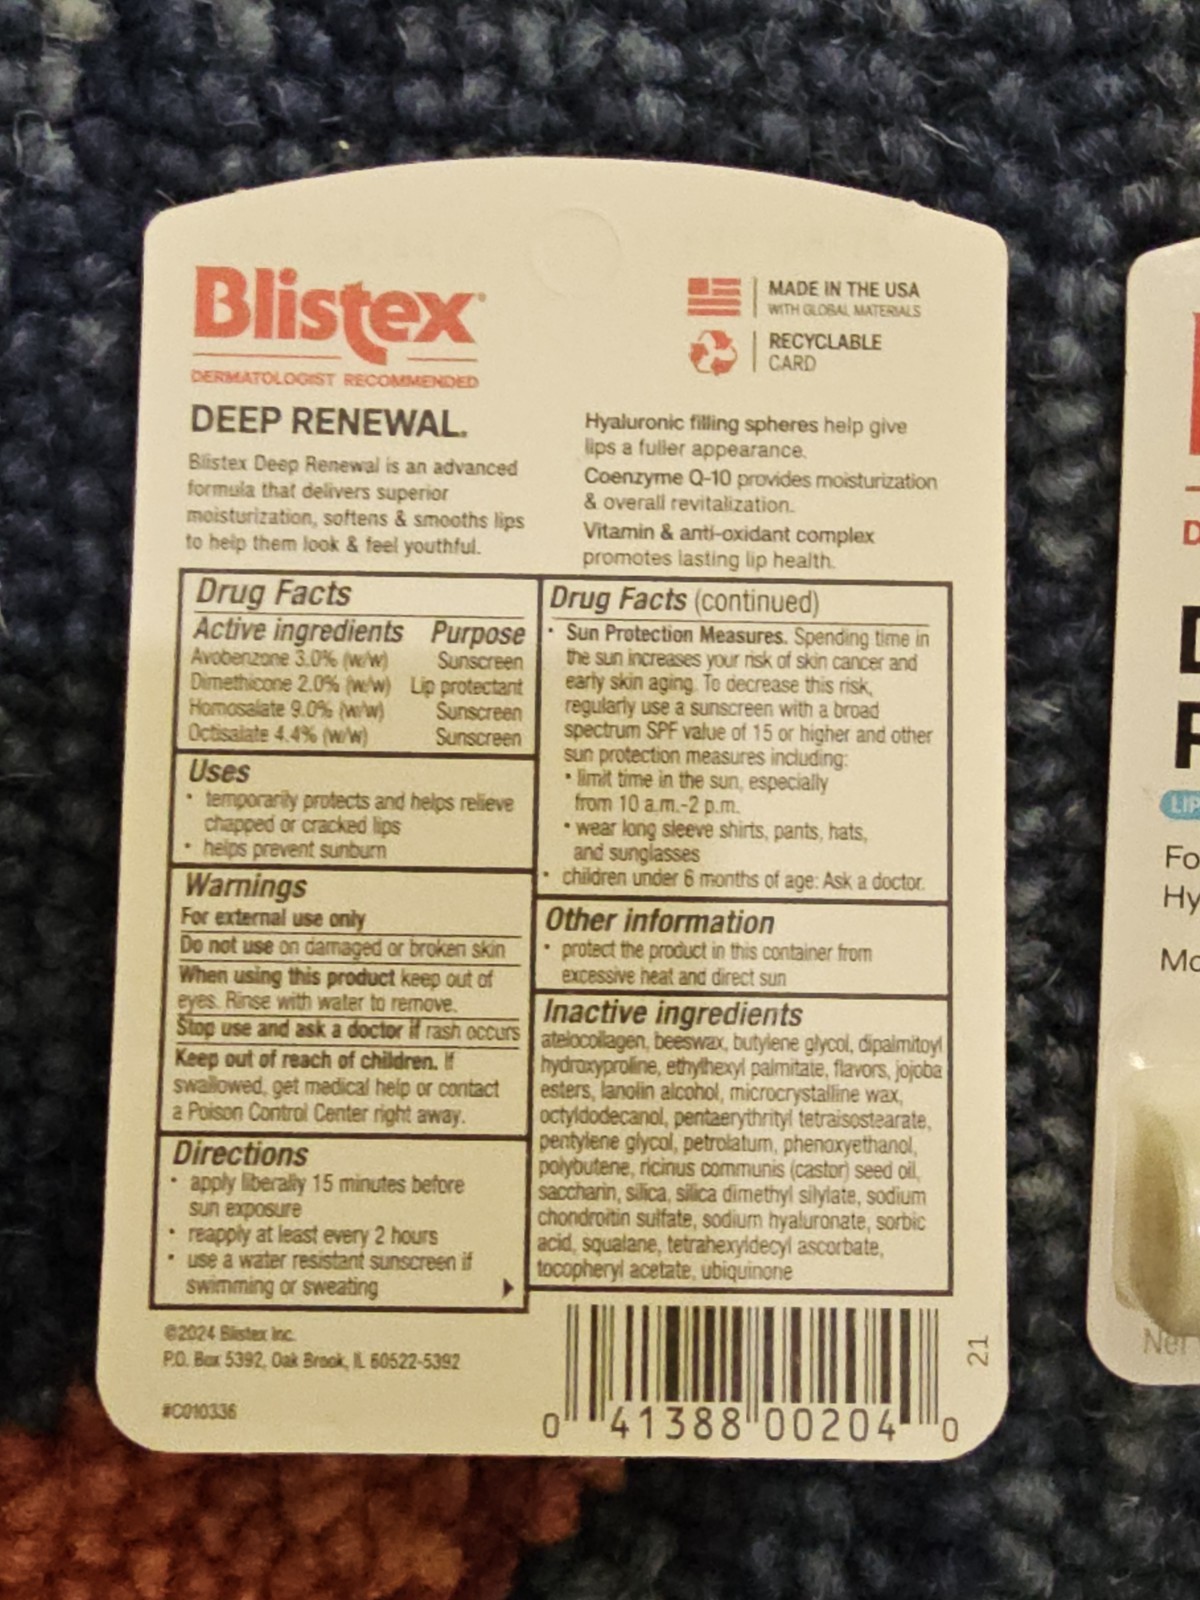 Blistex
DERMATOLOGIST RECOMMENDED
MADE IN THE USA
WITH GLOBAL MATERIALS
RECYCLABLE
CARD
DEEP RENEWAL.
Blistex Deep Renewal is an advanced
formula that delivers superior
moisturization, softens & smooths lips
to help them look & feel youthful.
Hyaluronic filling spheres help give
lips a fuller appearance.
Coenzyme Q-10 provides moisturization
& overall revitalization.
Vitamin & anti-oxidant complex
promotes lasting lip health.
Drug Facts
Active ingredients Purpose
Avobenzone 3.0% (w/w) Sunscreen
Dimethicone 2.0% (w/w) Lip protectant
Homosalate 9.0% (w/w) Sunscreen
Octisalate 4.4% (w/w) Sunscreen
Uses
• temporarily protects and helps relieve
chapped or cracked lips
• helps prevent sunburn
Warnings
For external use only
Do not use on damaged or broken skin
When using this product keep out of
eyes. Rinse with water to remove.
Stop use and ask a doctor if rash occurs
Keep out of reach of children. If
swallowed, get medical help or contact
a Poison Control Center right away.
Directions
• apply liberally 15 minutes before
sun exposure
• reapply at least every 2 hours
• use a water resistant sunscreen if
swimming or sweating
Drug Facts (continued)
• Sun Protection Measures. Spending time in
the sun increases your risk of skin cancer and
early skin aging. To decrease this risk,
regularly use a sunscreen with a broad
spectrum SPF value of 15 or higher and other
sun protection measures including:
• limit time in the sun, especially
from 10 a.m.-2 p.m.
• wear long sleeve shirts, pants, hats,
and sunglasses
• children under 6 months of age: Ask a doctor.
Other information
• protect the product in this container from
excessive heat and direct sun
Inactive ingredients
atelocollagen, beeswax, butylene glycol, dipalmitoyl
hydroxyproline, ethylhexyl palmitate, flavors, jojoba
esters, lanolin alcohol, microcrystalline wax,
octyldodecanol, pentaerythrityl tetraisostearate,
pentylene glycol, petrolatum, phenoxyethanol,
polybutene, ricinus communis (castor) seed oil,
saccharin, silica, silica dimethyl silylate, sodium
chondroitin sulfate, sodium hyaluronate, sorbic
acid, squalane, tetrahexyldecyl ascorbate,
tocopheryl acetate, ubiquinone
©2024 Blistex Inc.
P.O. Box 5392, Oak Brook, IL 60522-5392
#C010336
0 41388 00204 0
21
LIP
Fo
Hy
Mo